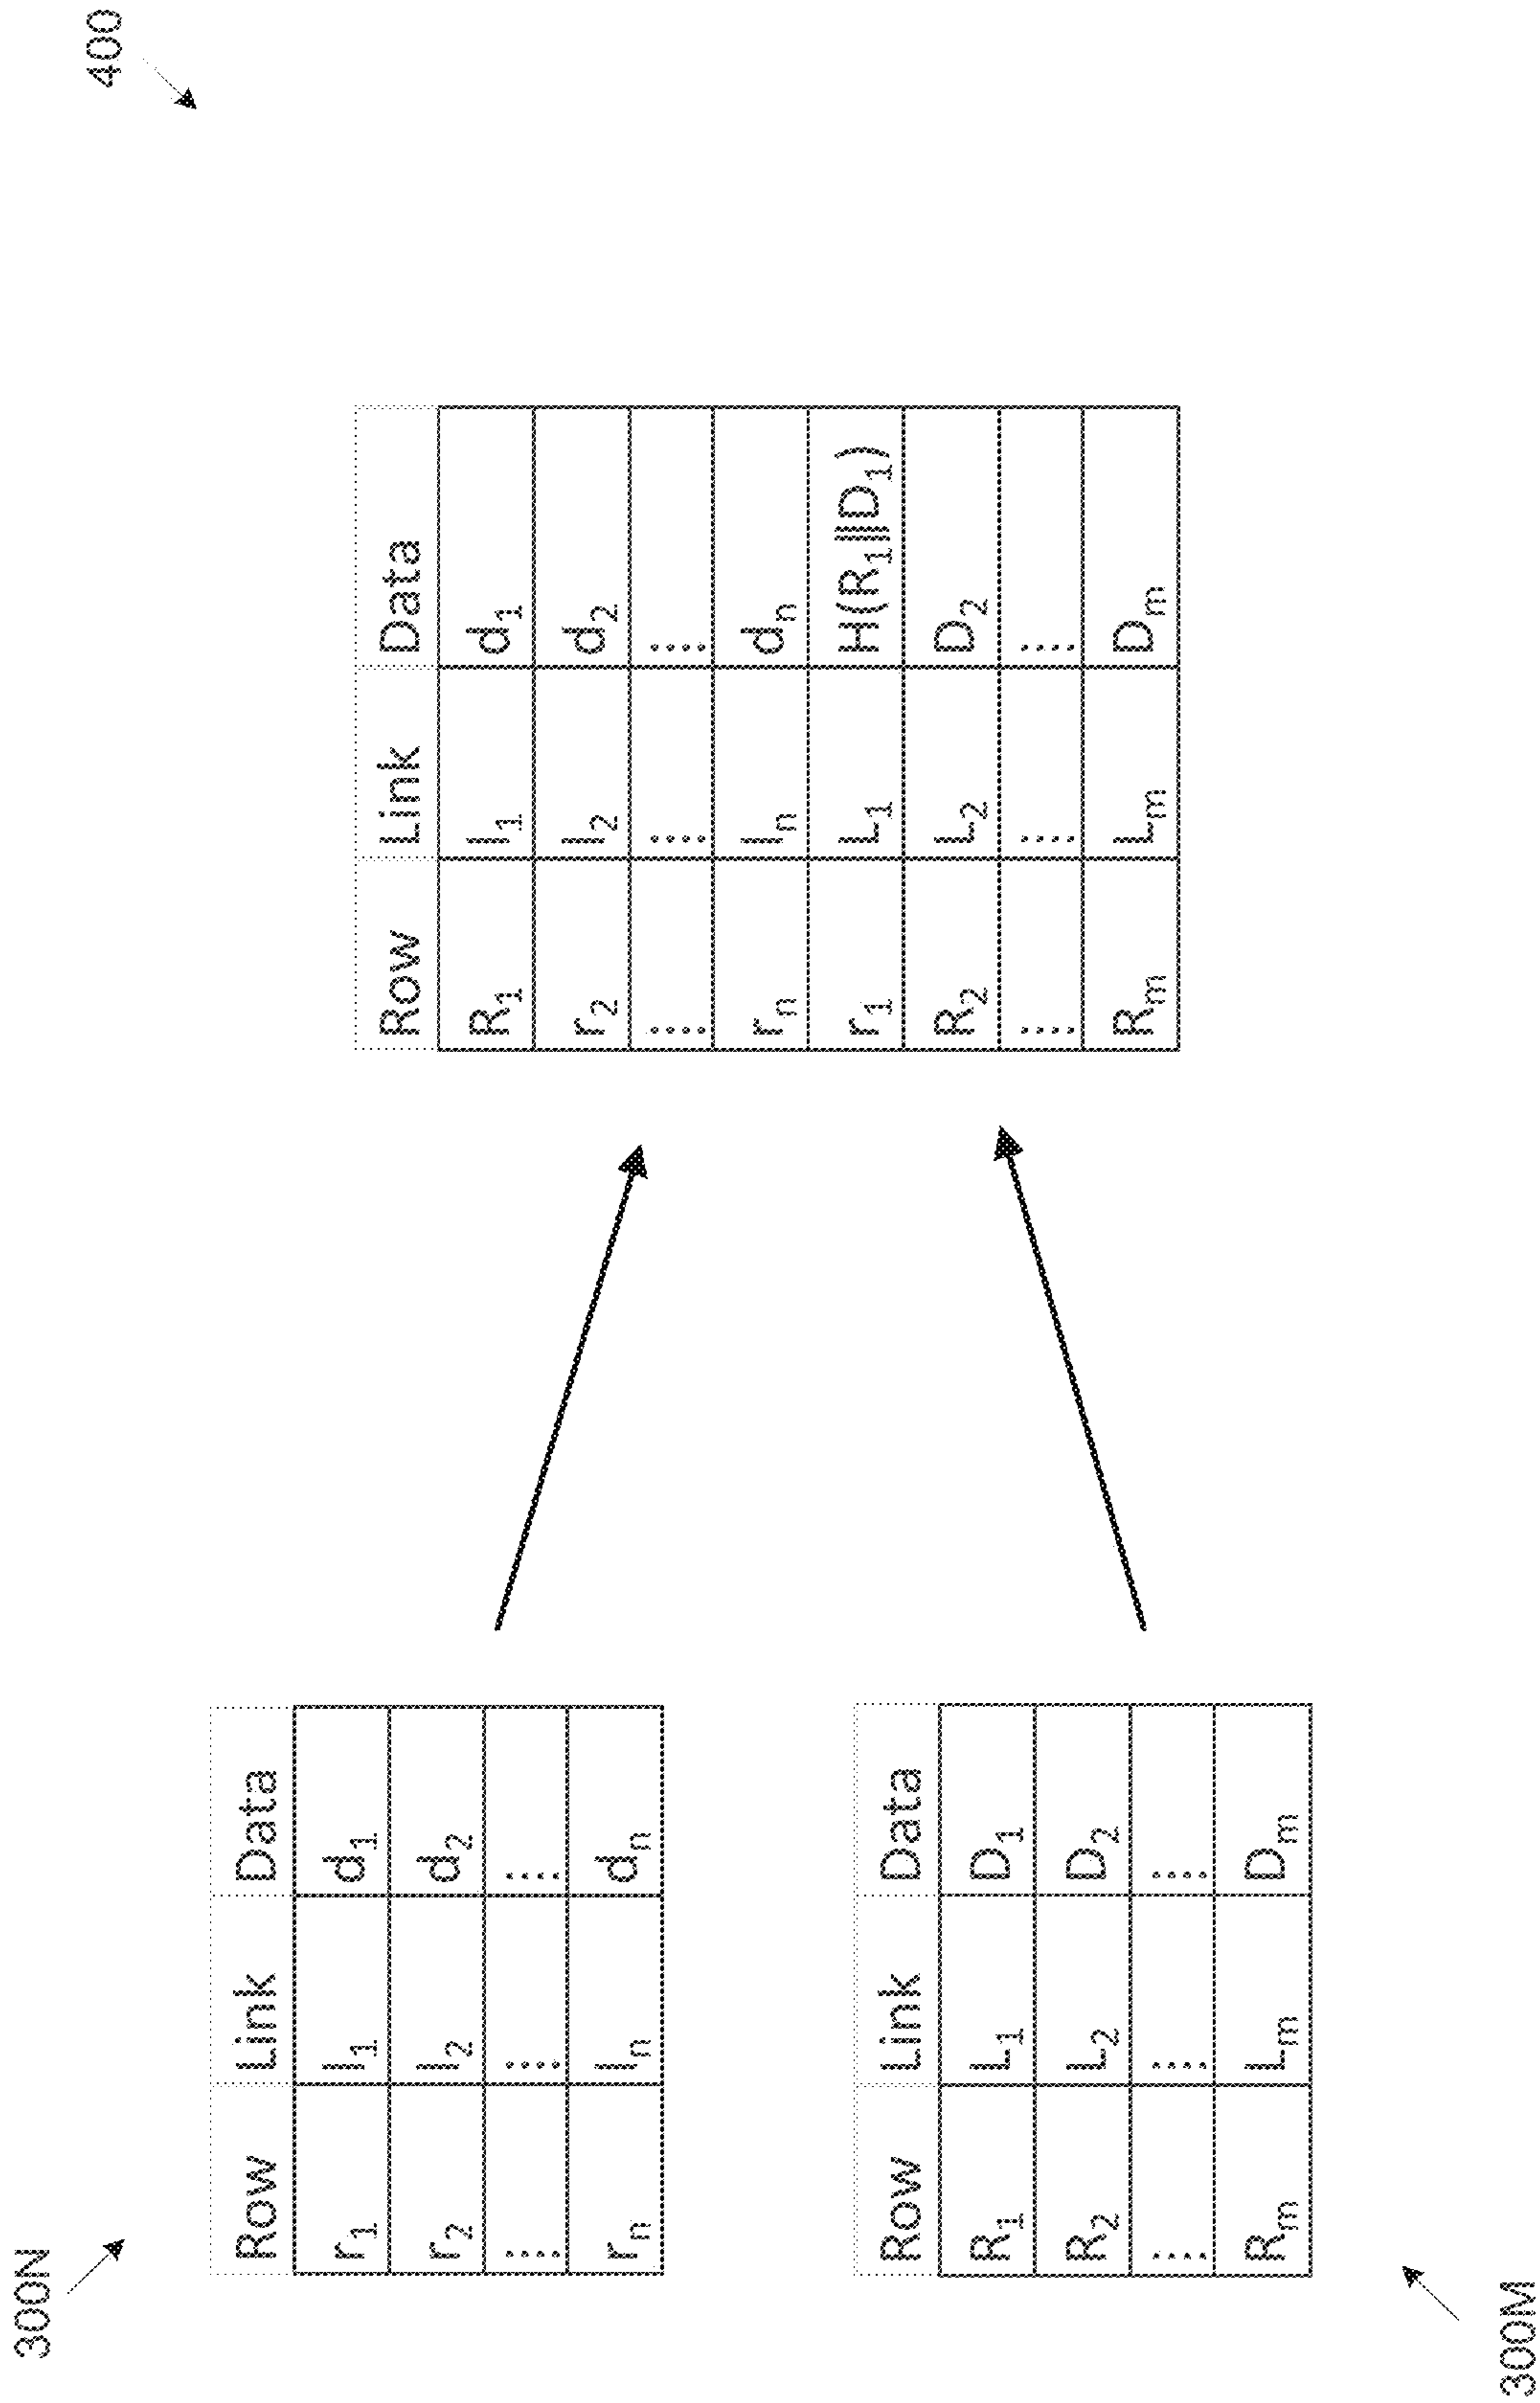 400
300N
Row Link Data
r1 l1 d1
r2 l2 d2
.... .... ....
rn ln dn
300M
Row Link Data
R1 L1 D1
R2 L2 D2
.... .... ....
Rm Lm Dm
Row Link Data
R1 l1 d1
r2 l2 d2
.... .... ....
rn ln dn
r1 L1 H(R1||D1)
R2 L2 D2
.... .... ....
Rm Lm Dm